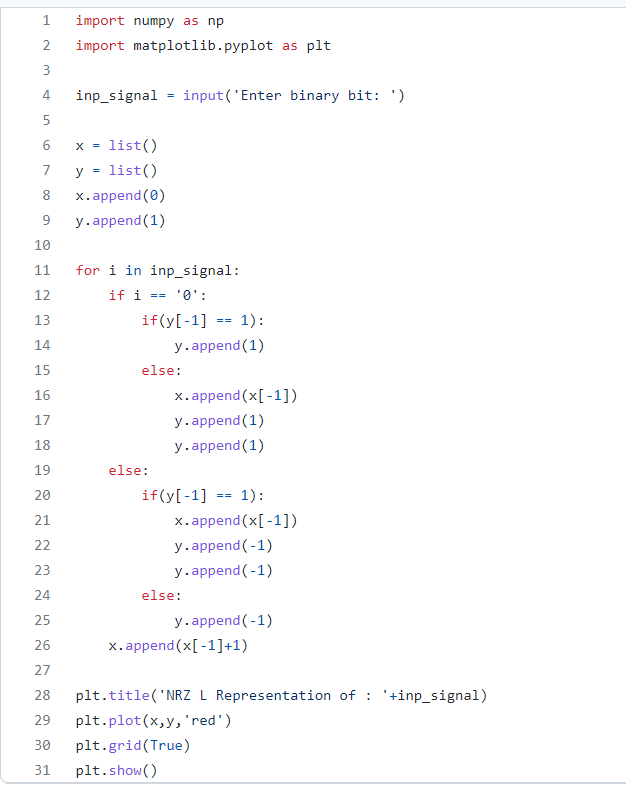 1 import numpy as np
2 import matplotlib.pyplot as plt
3
4 inp_signal = input('Enter binary bit: ')
5
6 x = list()
7 y = list()
8 x.append(0)
9 y.append(1)
10
11 for i in inp_signal:
12     if i == '0':
13         if(y[-1] == 1):
14             y.append(1)
15         else:
16             x.append(x[-1])
17             y.append(1)
18             y.append(1)
19     else:
20         if(y[-1] == 1):
21             x.append(x[-1])
22             y.append(-1)
23             y.append(-1)
24         else:
25             y.append(-1)
26     x.append(x[-1]+1)
27
28 plt.title('NRZ L Representation of : '+inp_signal)
29 plt.plot(x,y,'red')
30 plt.grid(True)
31 plt.show()